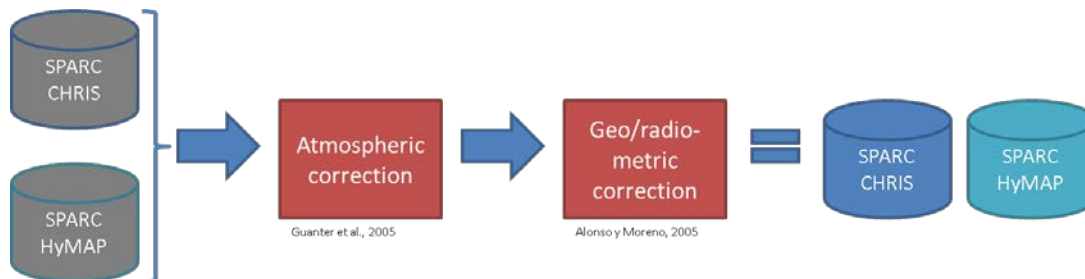 SPARC
CHRIS
SPARC
HyMAP
Atmospheric
correction
Guanter et al., 2005
Geo/radio-
metric
correction
Alonso y Moreno, 2005
SPARC
CHRIS
SPARC
HyMAP